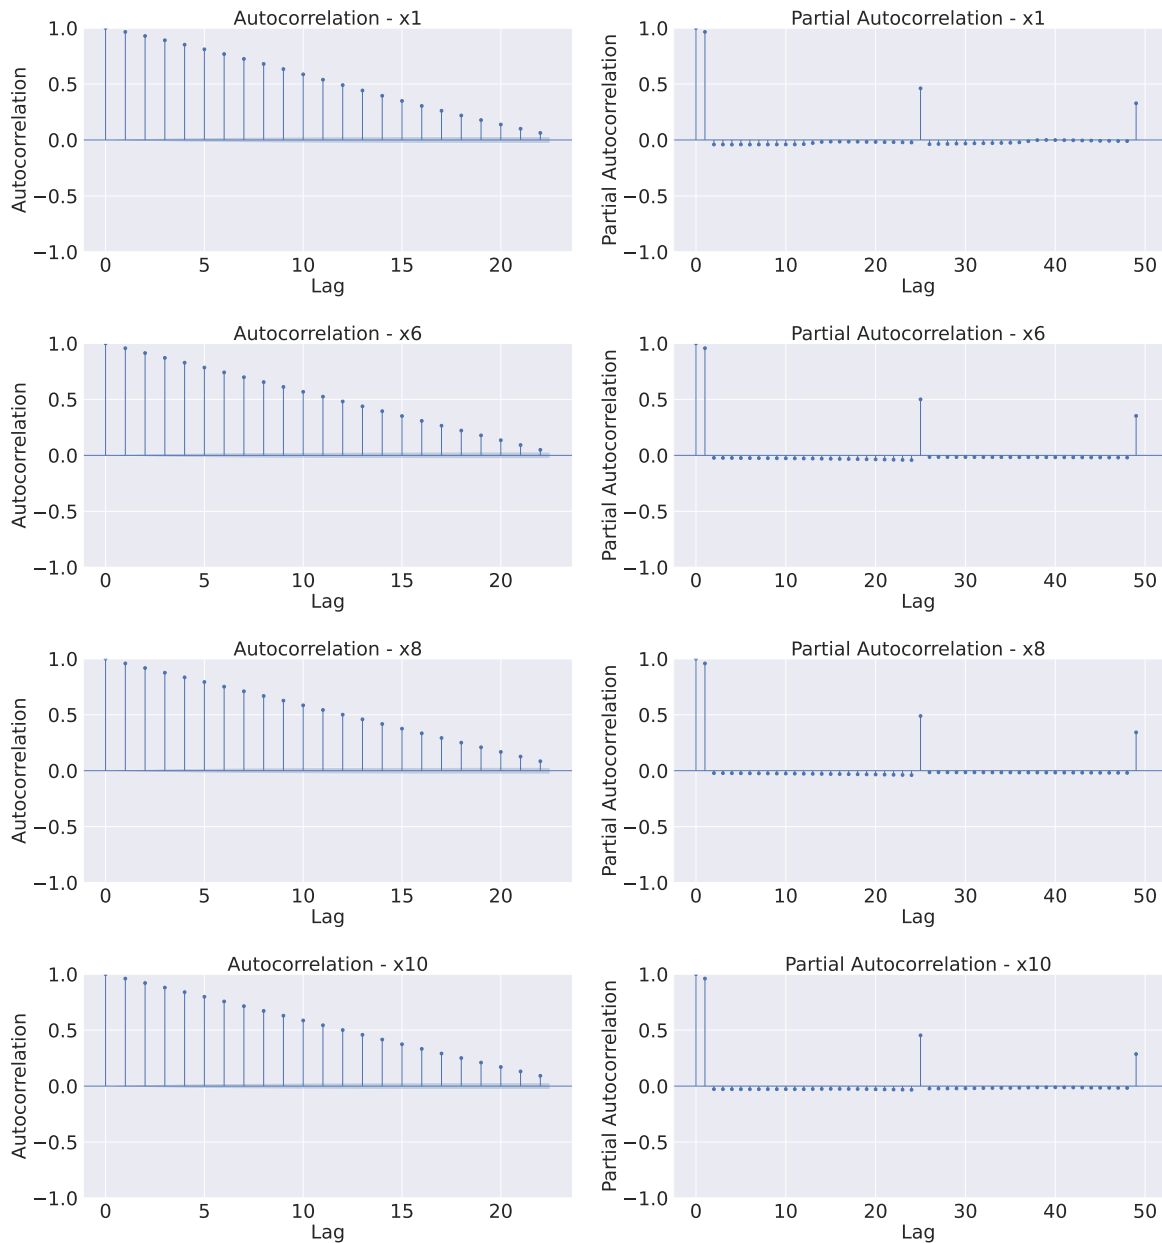 Autocorrelation - x1
Autocorrelation
1.0
0.5
0.0
−0.5
−1.0
0 5 10 15 20
Lag
Partial Autocorrelation - x1
Partial Autocorrelation
1.0
0.5
0.0
−0.5
−1.0
0 10 20 30 40 50
Lag
Autocorrelation - x6
Autocorrelation
1.0
0.5
0.0
−0.5
−1.0
0 5 10 15 20
Lag
Partial Autocorrelation - x6
Partial Autocorrelation
1.0
0.5
0.0
−0.5
−1.0
0 10 20 30 40 50
Lag
Autocorrelation - x8
Autocorrelation
1.0
0.5
0.0
−0.5
−1.0
0 5 10 15 20
Lag
Partial Autocorrelation - x8
Partial Autocorrelation
1.0
0.5
0.0
−0.5
−1.0
0 10 20 30 40 50
Lag
Autocorrelation - x10
Autocorrelation
1.0
0.5
0.0
−0.5
−1.0
0 5 10 15 20
Lag
Partial Autocorrelation - x10
Partial Autocorrelation
1.0
0.5
0.0
−0.5
−1.0
0 10 20 30 40 50
Lag